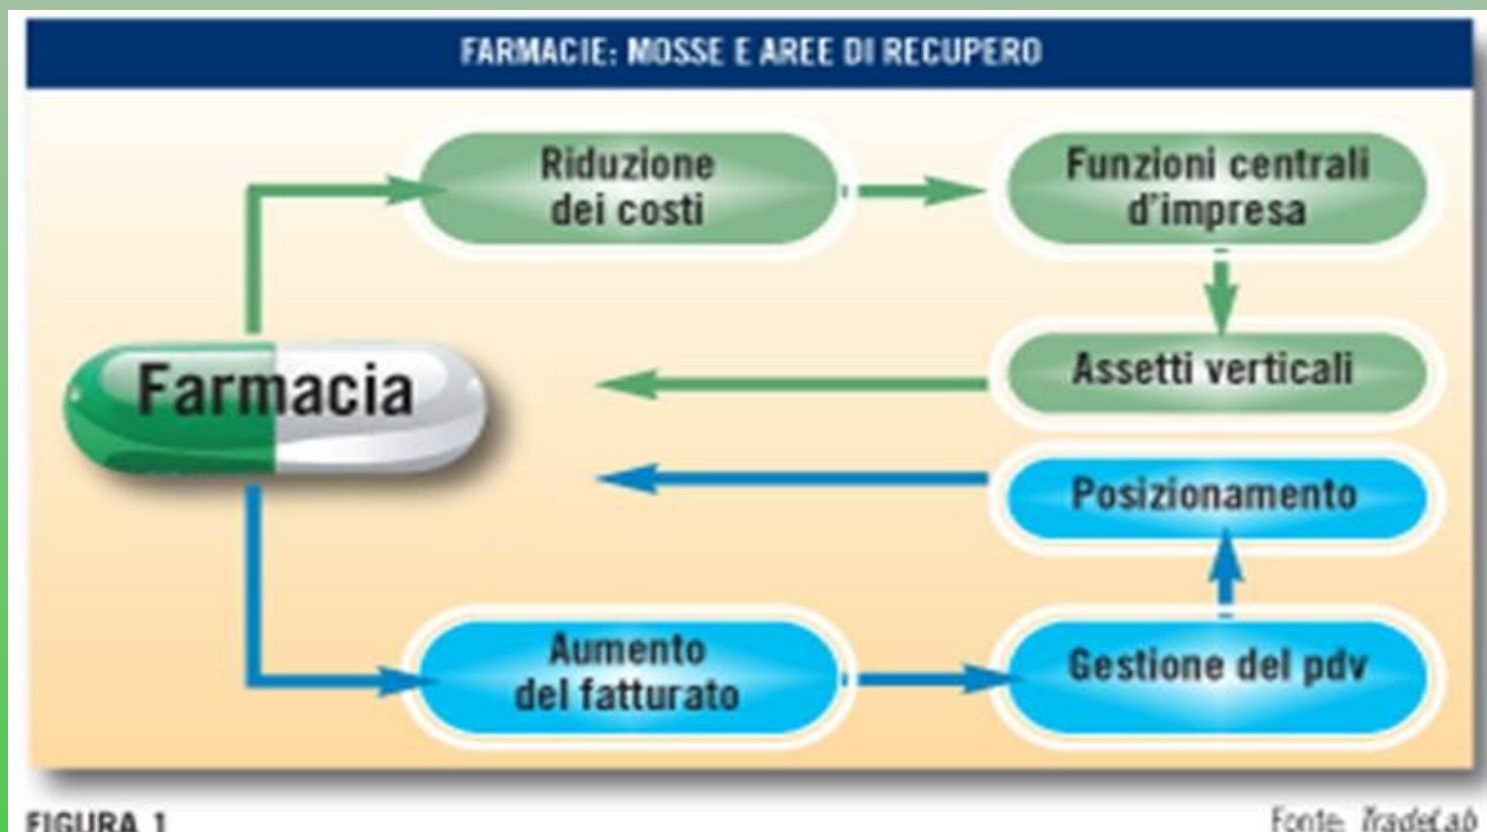 FARMACIE: MOSSE E AREE DI RECUPERO
Riduzione
dei costi
Funzioni centrali
d'impresa
Farmacia
Assetti verticali
Posizionamento
Aumento
del fatturato
Gestione del pdv
FIGURA 1
Fonte: TradeLab